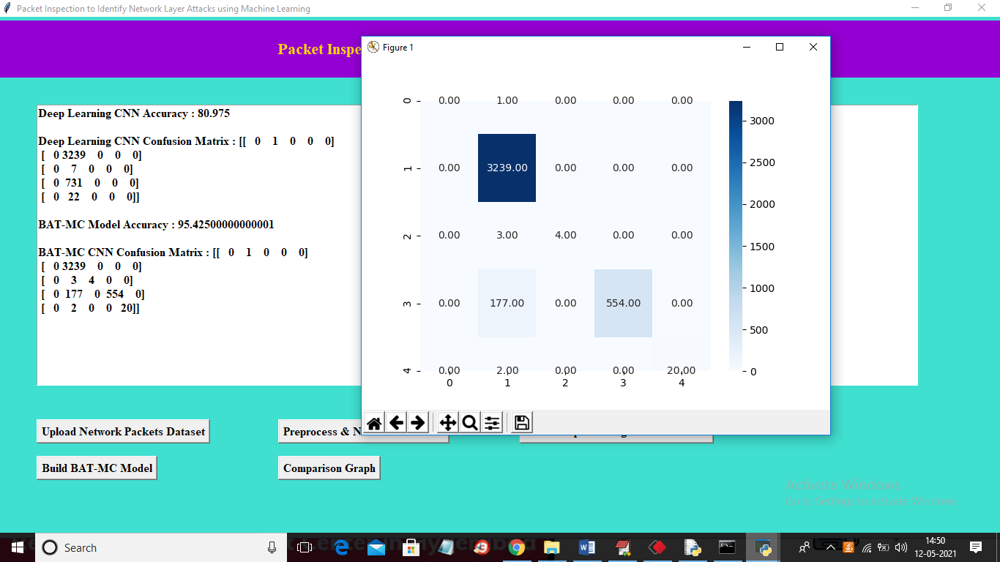 Packet Inspection to Identify Network Layer Attacks using Machine Learning
Packet Inspe
Figure 1
Deep Learning CNN Accuracy : 80.975
Deep Learning CNN Confusion Matrix : [[ 0 1 0 0 0]
[ 0 3239 0 0 0]
[ 0 7 0 0 0]
[ 0 731 0 0 0]
[ 0 22 0 0 0]]
BAT-MC Model Accuracy : 95.42500000000001
BAT-MC CNN Confusion Matrix : [[ 0 1 0 0 0]
[ 0 3239 0 0 0]
[ 0 3 4 0 0]
[ 0 177 0 554 0]
[ 0 2 0 0 20]]
0 0.00 1.00 0.00 0.00 0.00
1 0.00 3239.00 0.00 0.00 0.00
2 0.00 3.00 4.00 0.00 0.00
3 0.00 177.00 0.00 554.00 0.00
4 0.00 2.00 0.00 0.00 20.00
0 1 2 3 4
3000
2500
2000
1500
1000
500
0
Upload Network Packets Dataset
Preprocess & N
Build BAT-MC Model
Comparison Graph
Activate Windows
Go to Settings to activate Windows.
Search
14:50
12-05-2021